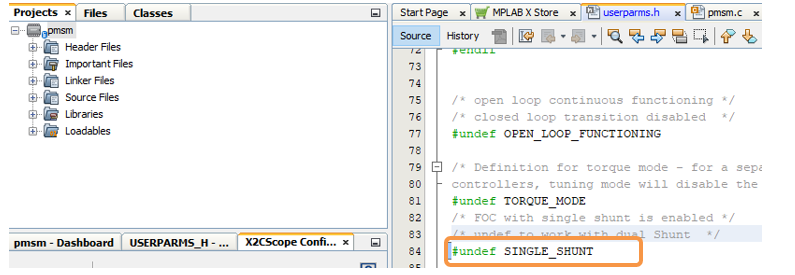 Projects × Files Classes
pmsm
Header Files
Important Files
Linker Files
Source Files
Libraries
Loadables
pmsm - Dashboard USERPARMS_H - ... X2CScope Confi... ×
Start Page × MPLAB X Store × userparms.h × pmsm.c ×
Source History
72 #endif
73
74
75 /* open loop continuous functioning */
76 /* closed loop transition disabled */
77 #undef OPEN_LOOP_FUNCTIONING
78
79 /* Definition for torque mode - for a sepa
80 controllers, tuning mode will disable the
81 #undef TORQUE_MODE
82 /* FOC with single shunt is enabled */
83 /* undef to work with dual Shunt */
84 #undef SINGLE_SHUNT
85